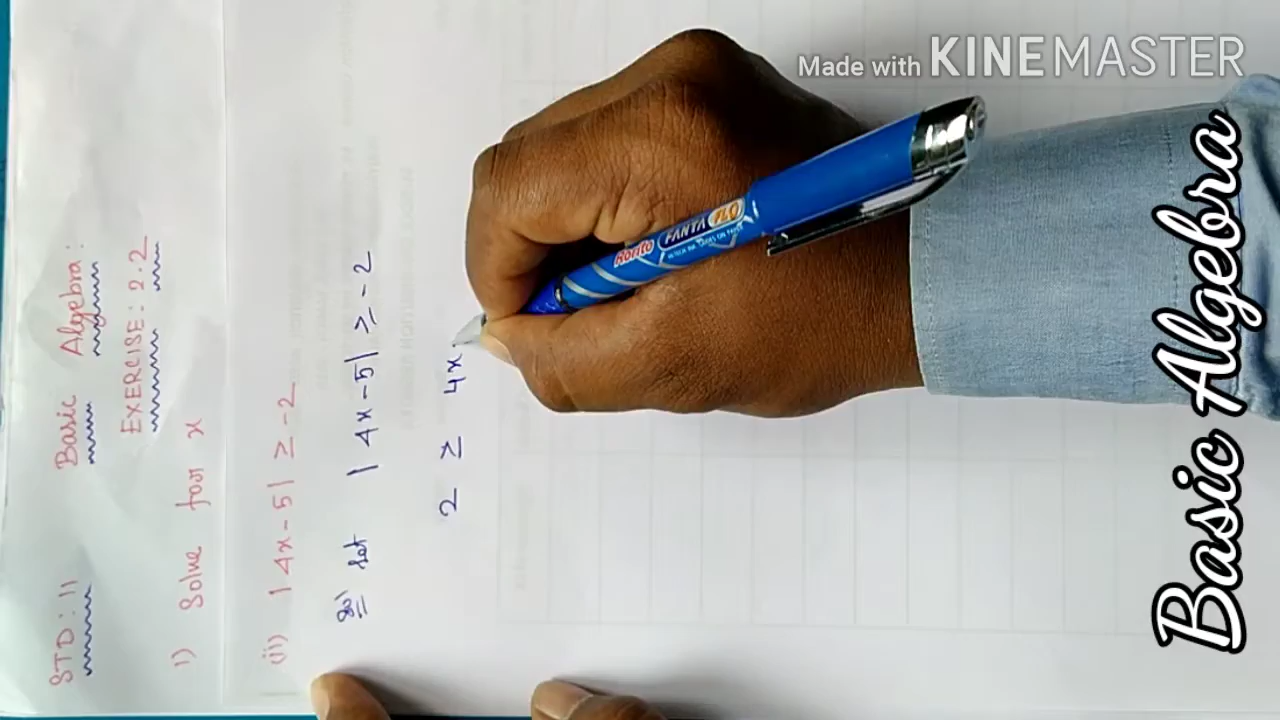 STD : 11 Basic Algebra :
EXERCISE : 2.2
1) Solve for x
(ii) | 4x - 5 | ≥ -2
Sol let | 4x - 5 | ≥ -2
2 ≥ 4x
Rorito FANTA
Made with KINEMASTER
Basic Algebra